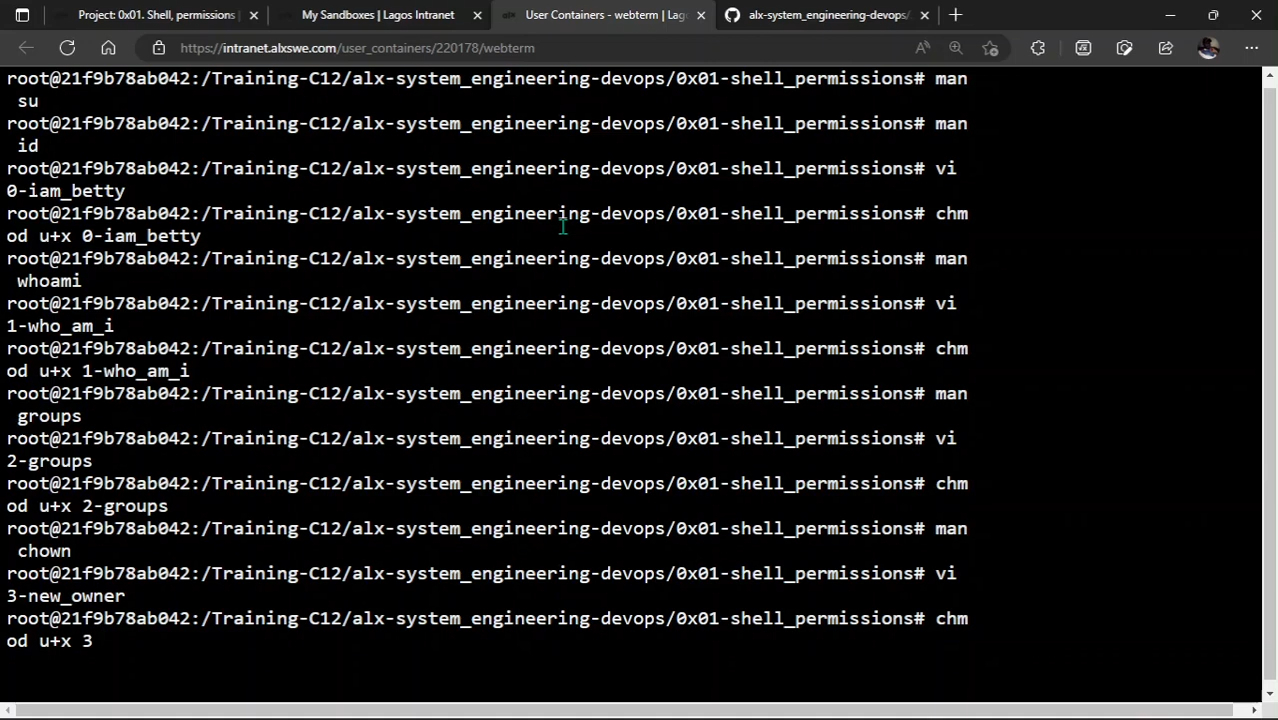 Project: 0x01. Shell, permissions
My Sandboxes | Lagos Intranet
User Containers - webterm | Lag
alx-system_engineering-devops/
https://intranet.alxswe.com/user_containers/220178/webterm
root@21f9b78ab042:/Training-C12/alx-system_engineering-devops/0x01-shell_permissions# man
su
root@21f9b78ab042:/Training-C12/alx-system_engineering-devops/0x01-shell_permissions# man
id
root@21f9b78ab042:/Training-C12/alx-system_engineering-devops/0x01-shell_permissions# vi
0-iam_betty
root@21f9b78ab042:/Training-C12/alx-system_engineering-devops/0x01-shell_permissions# chm
od u+x 0-iam_betty
root@21f9b78ab042:/Training-C12/alx-system_engineering-devops/0x01-shell_permissions# man
whoami
root@21f9b78ab042:/Training-C12/alx-system_engineering-devops/0x01-shell_permissions# vi
1-who_am_i
root@21f9b78ab042:/Training-C12/alx-system_engineering-devops/0x01-shell_permissions# chm
od u+x 1-who_am_i
root@21f9b78ab042:/Training-C12/alx-system_engineering-devops/0x01-shell_permissions# man
groups
root@21f9b78ab042:/Training-C12/alx-system_engineering-devops/0x01-shell_permissions# vi
2-groups
root@21f9b78ab042:/Training-C12/alx-system_engineering-devops/0x01-shell_permissions# chm
od u+x 2-groups
root@21f9b78ab042:/Training-C12/alx-system_engineering-devops/0x01-shell_permissions# man
chown
root@21f9b78ab042:/Training-C12/alx-system_engineering-devops/0x01-shell_permissions# vi
3-new_owner
root@21f9b78ab042:/Training-C12/alx-system_engineering-devops/0x01-shell_permissions# chm
od u+x 3